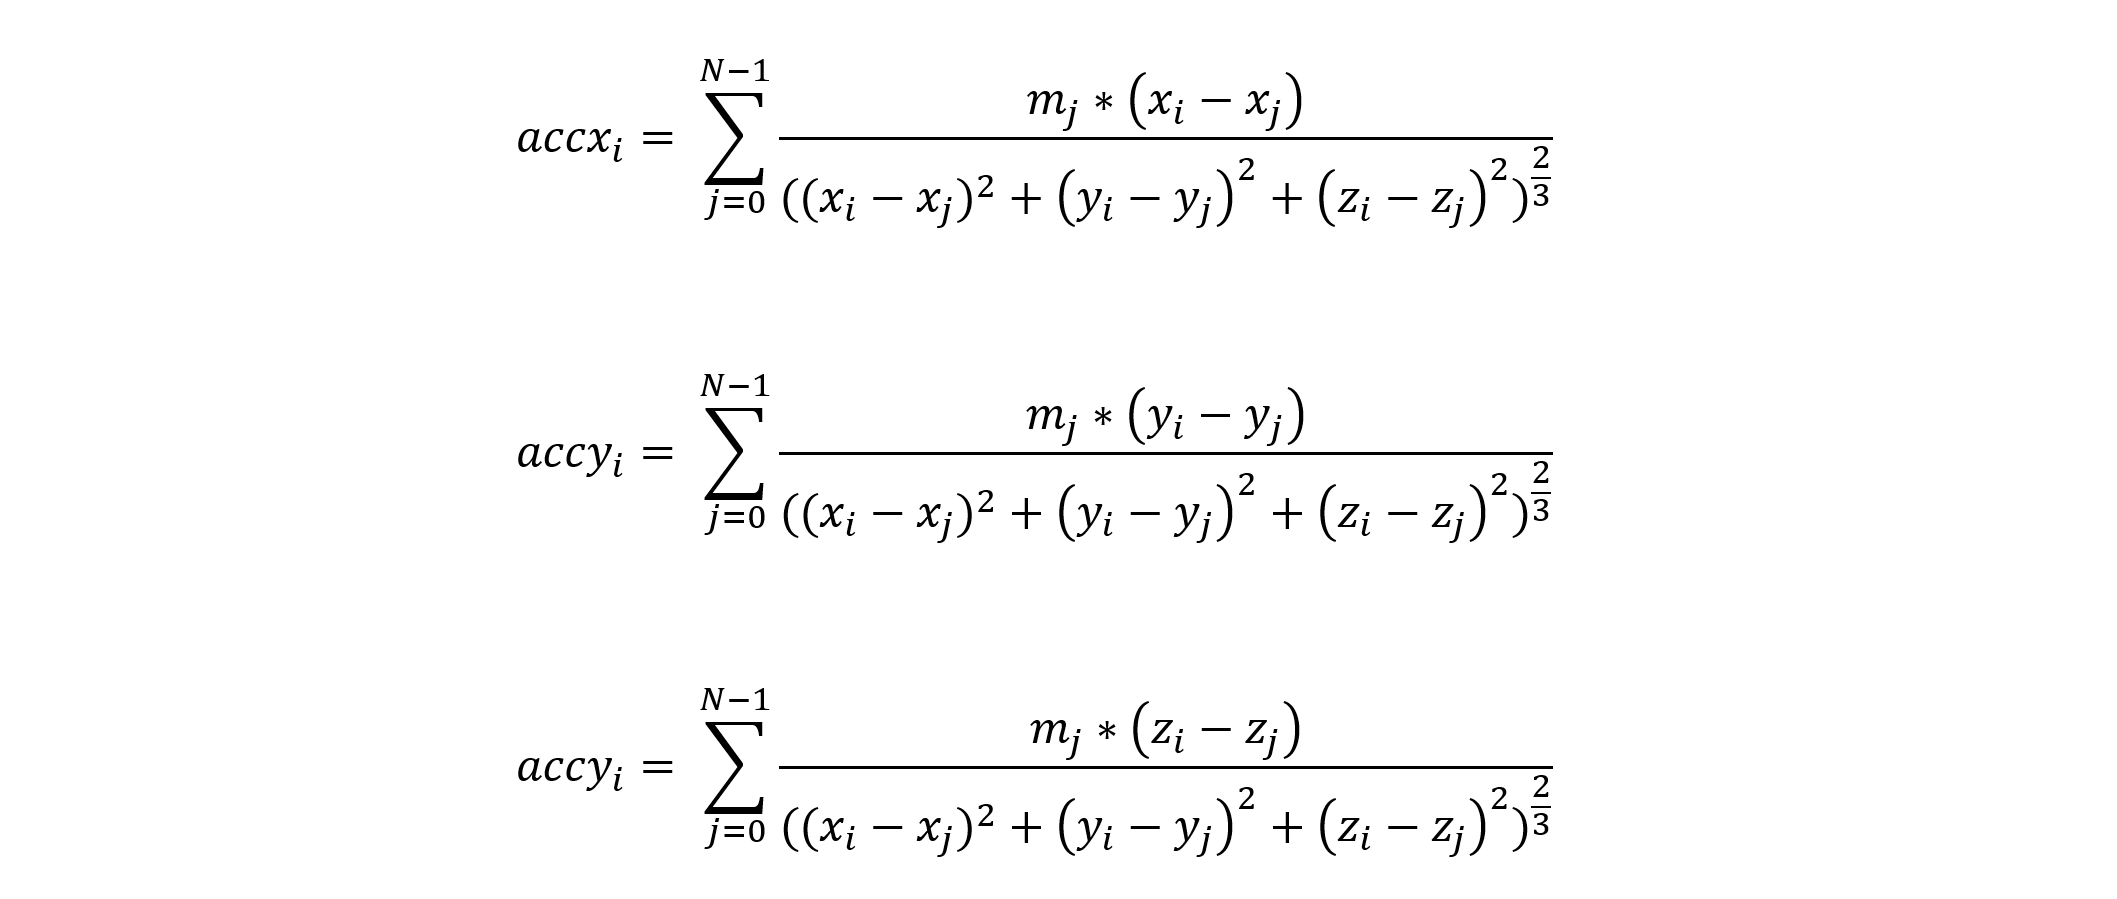 $accx_i = \sum_{j=0}^{N-1} \frac{m_j * (x_i - x_j)}{((x_i - x_j)^2 + (y_i - y_j)^2 + (z_i - z_j)^2)^{\frac{2}{3}}}$
$accy_i = \sum_{j=0}^{N-1} \frac{m_j * (y_i - y_j)}{((x_i - x_j)^2 + (y_i - y_j)^2 + (z_i - z_j)^2)^{\frac{2}{3}}}$
$accy_i = \sum_{j=0}^{N-1} \frac{m_j * (z_i - z_j)}{((x_i - x_j)^2 + (y_i - y_j)^2 + (z_i - z_j)^2)^{\frac{2}{3}}}$